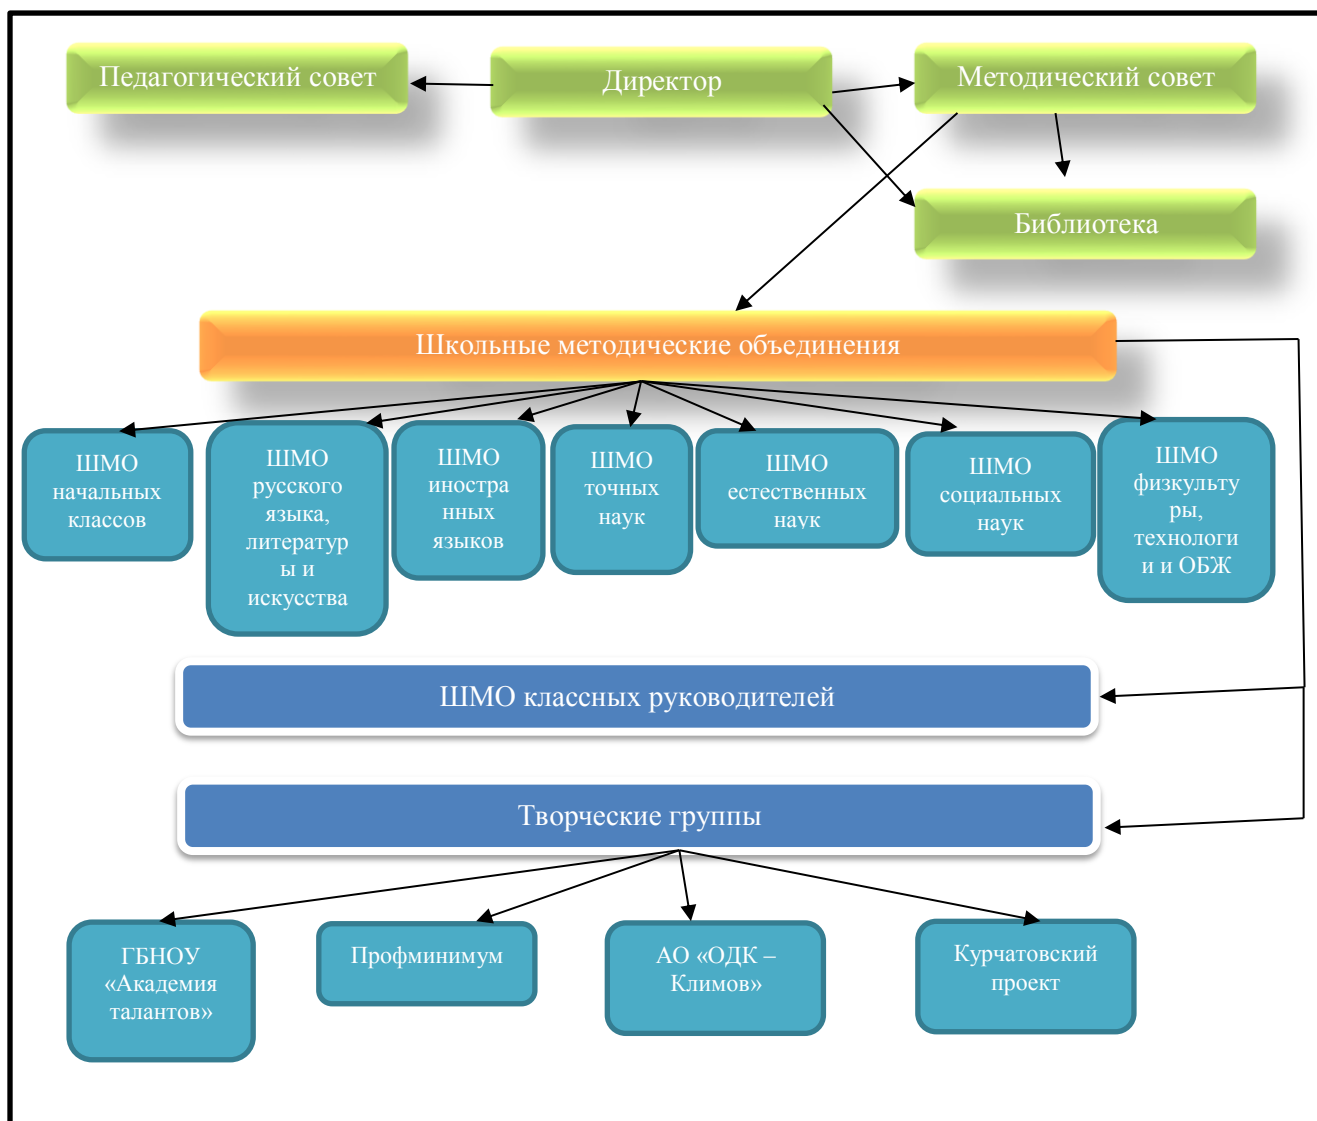 Педагогический совет
Директор
Методический совет
Библиотека
Школьные методические объединения
ШМО
начальных
классов
ШМО
русского
языка,
литератур
ы и
искусства
ШМО
иностра
нных
языков
ШМО
точных
наук
ШМО
естественных
наук
ШМО
социальных
наук
ШМО
физкульту
ры,
технологи
и и ОБЖ
ШМО классных руководителей
Творческие группы
ГБНОУ
«Академия
талантов»
Профминимум
АО «ОДК –
Климов»
Курчатовский
проект